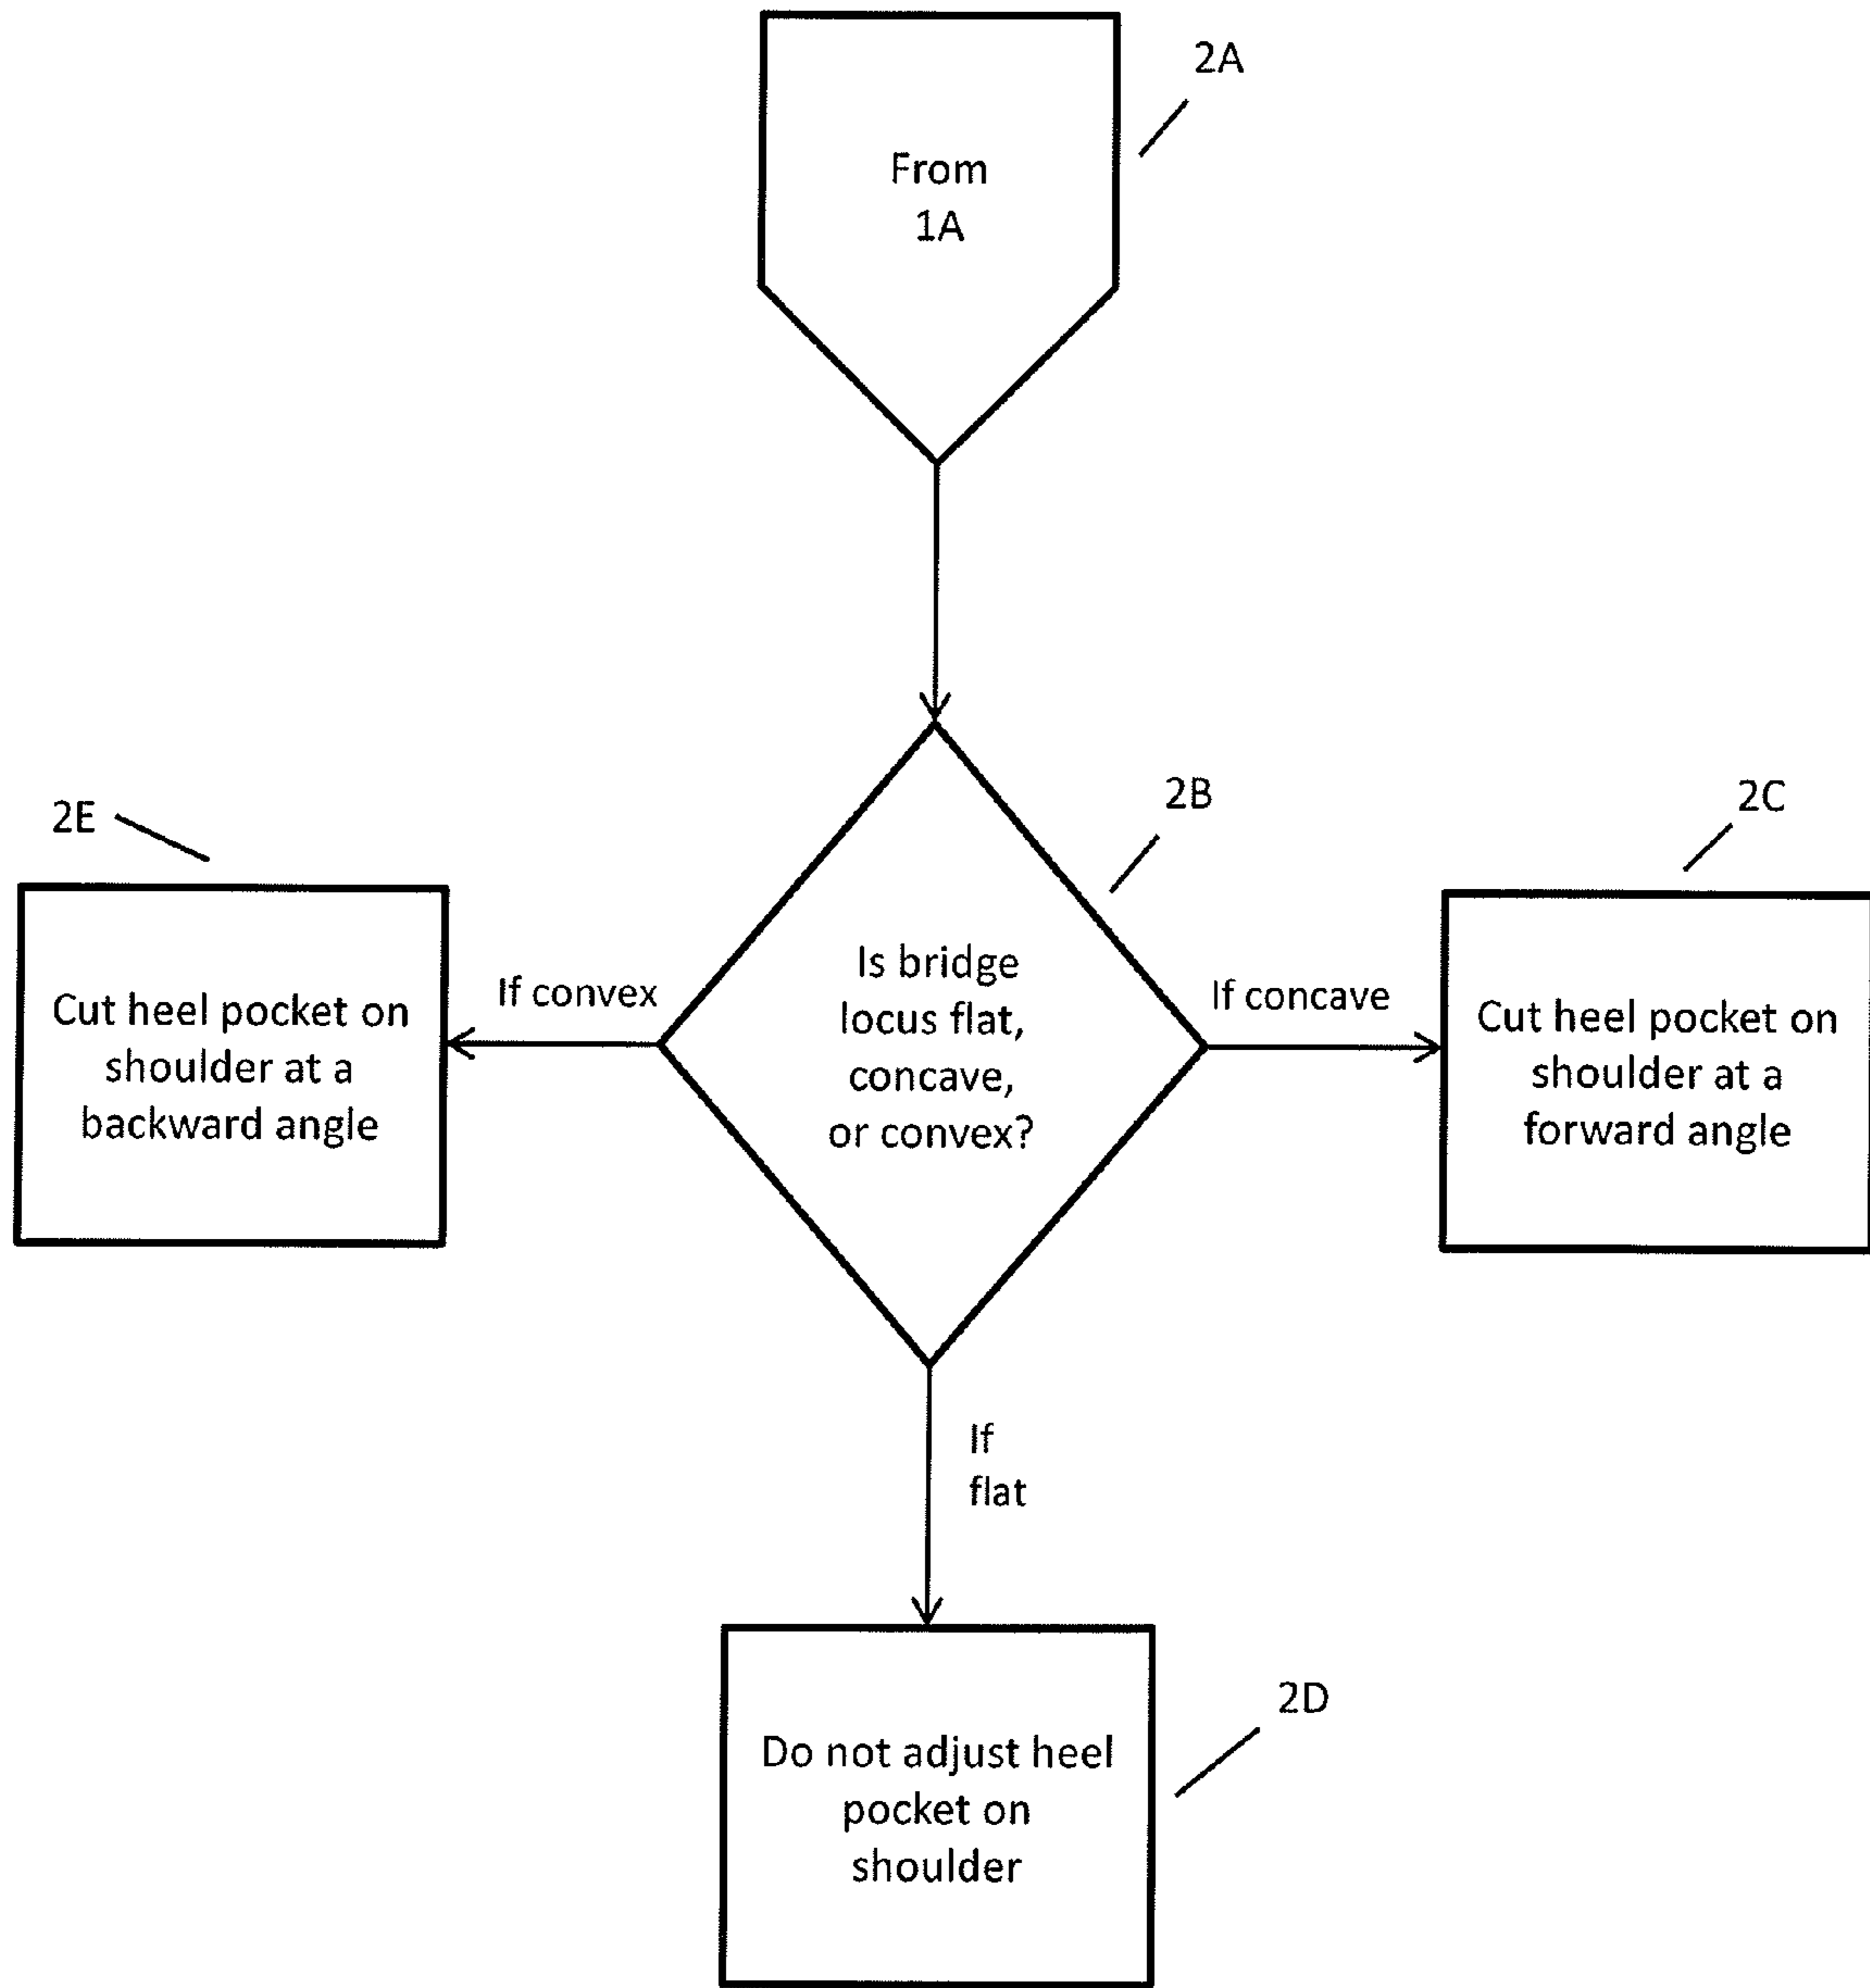 2A
From
1A
2E
2B
2C
Is bridge
locus flat,
concave,
or convex?
If convex
If concave
Cut heel pocket on
shoulder at a
backward angle
Cut heel pocket on
shoulder at a
forward angle
If
flat
2D
Do not adjust heel
pocket on
shoulder